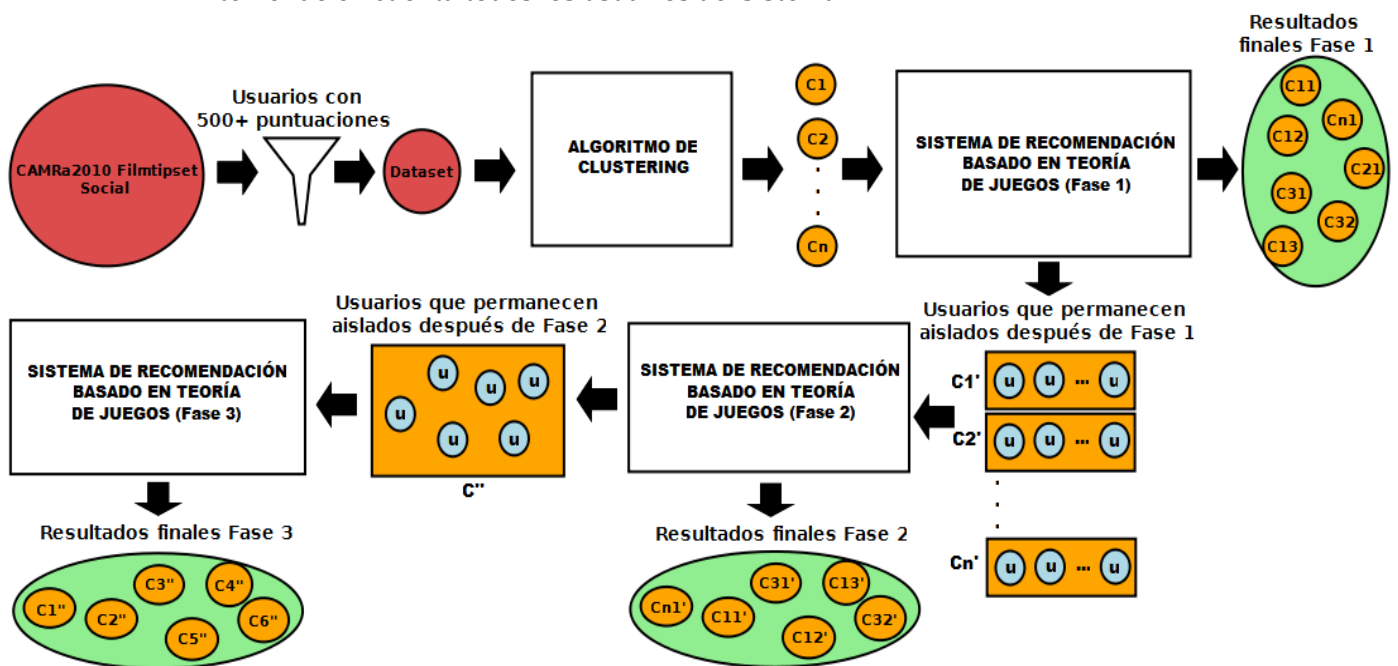 Resultados
finales Fase 1
Usuarios con
500+ puntuaciones
CAMRa2010 Filmtipset
Social
Dataset
ALGORITMO DE
CLUSTERING
C1
C2
Cn
SISTEMA DE RECOMENDACIÓN
BASADO EN TEORÍA
DE JUEGOS (Fase 1)
C11
Cn1
C12
C21
C31
C32
C13
Usuarios que permanecen
aislados después de Fase 1
C1'
u u ... u
C2'
u u ... u
Cn'
u u ... u
SISTEMA DE RECOMENDACIÓN
BASADO EN TEORÍA
DE JUEGOS (Fase 2)
Usuarios que permanecen
aislados después de Fase 2
u
u
u
u
u
u
C''
SISTEMA DE RECOMENDACIÓN
BASADO EN TEORÍA
DE JUEGOS (Fase 3)
Resultados finales Fase 3
C1"
C2"
C3"
C4"
C5"
C6"
Resultados finales Fase 2
Cn1'
C11'
C31'
C13'
C12'
C32'